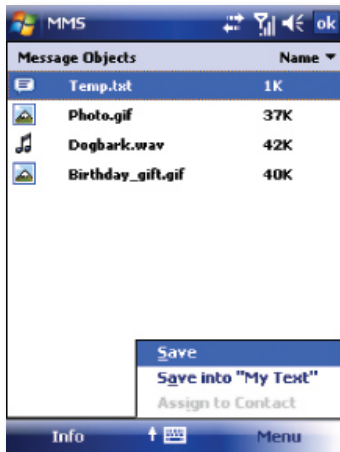 MMS ok
Message Objects Name
Temp.txt 1K
Photo.gif 37K
Dogbark.wav 42K
Birthday_gift.gif 40K
Save
Save into "My Text"
Assign to Contact
Info Menu